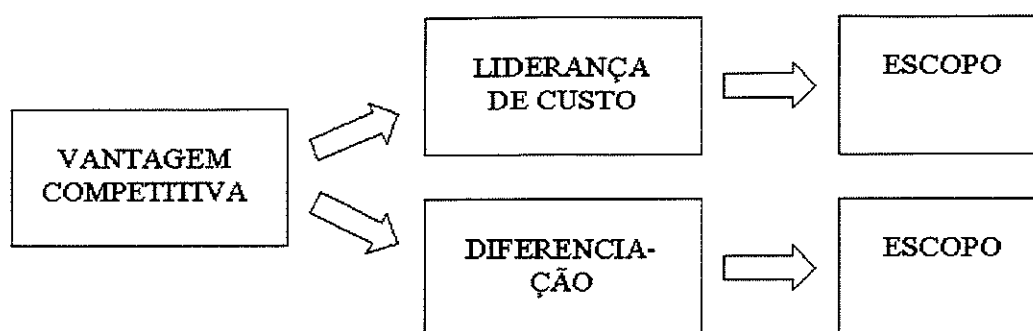 VANTAGEM
COMPETITIVA
LIDERANÇA
DE CUSTO
ESCOPO
DIFERENCIA-
ÇÃO
ESCOPO